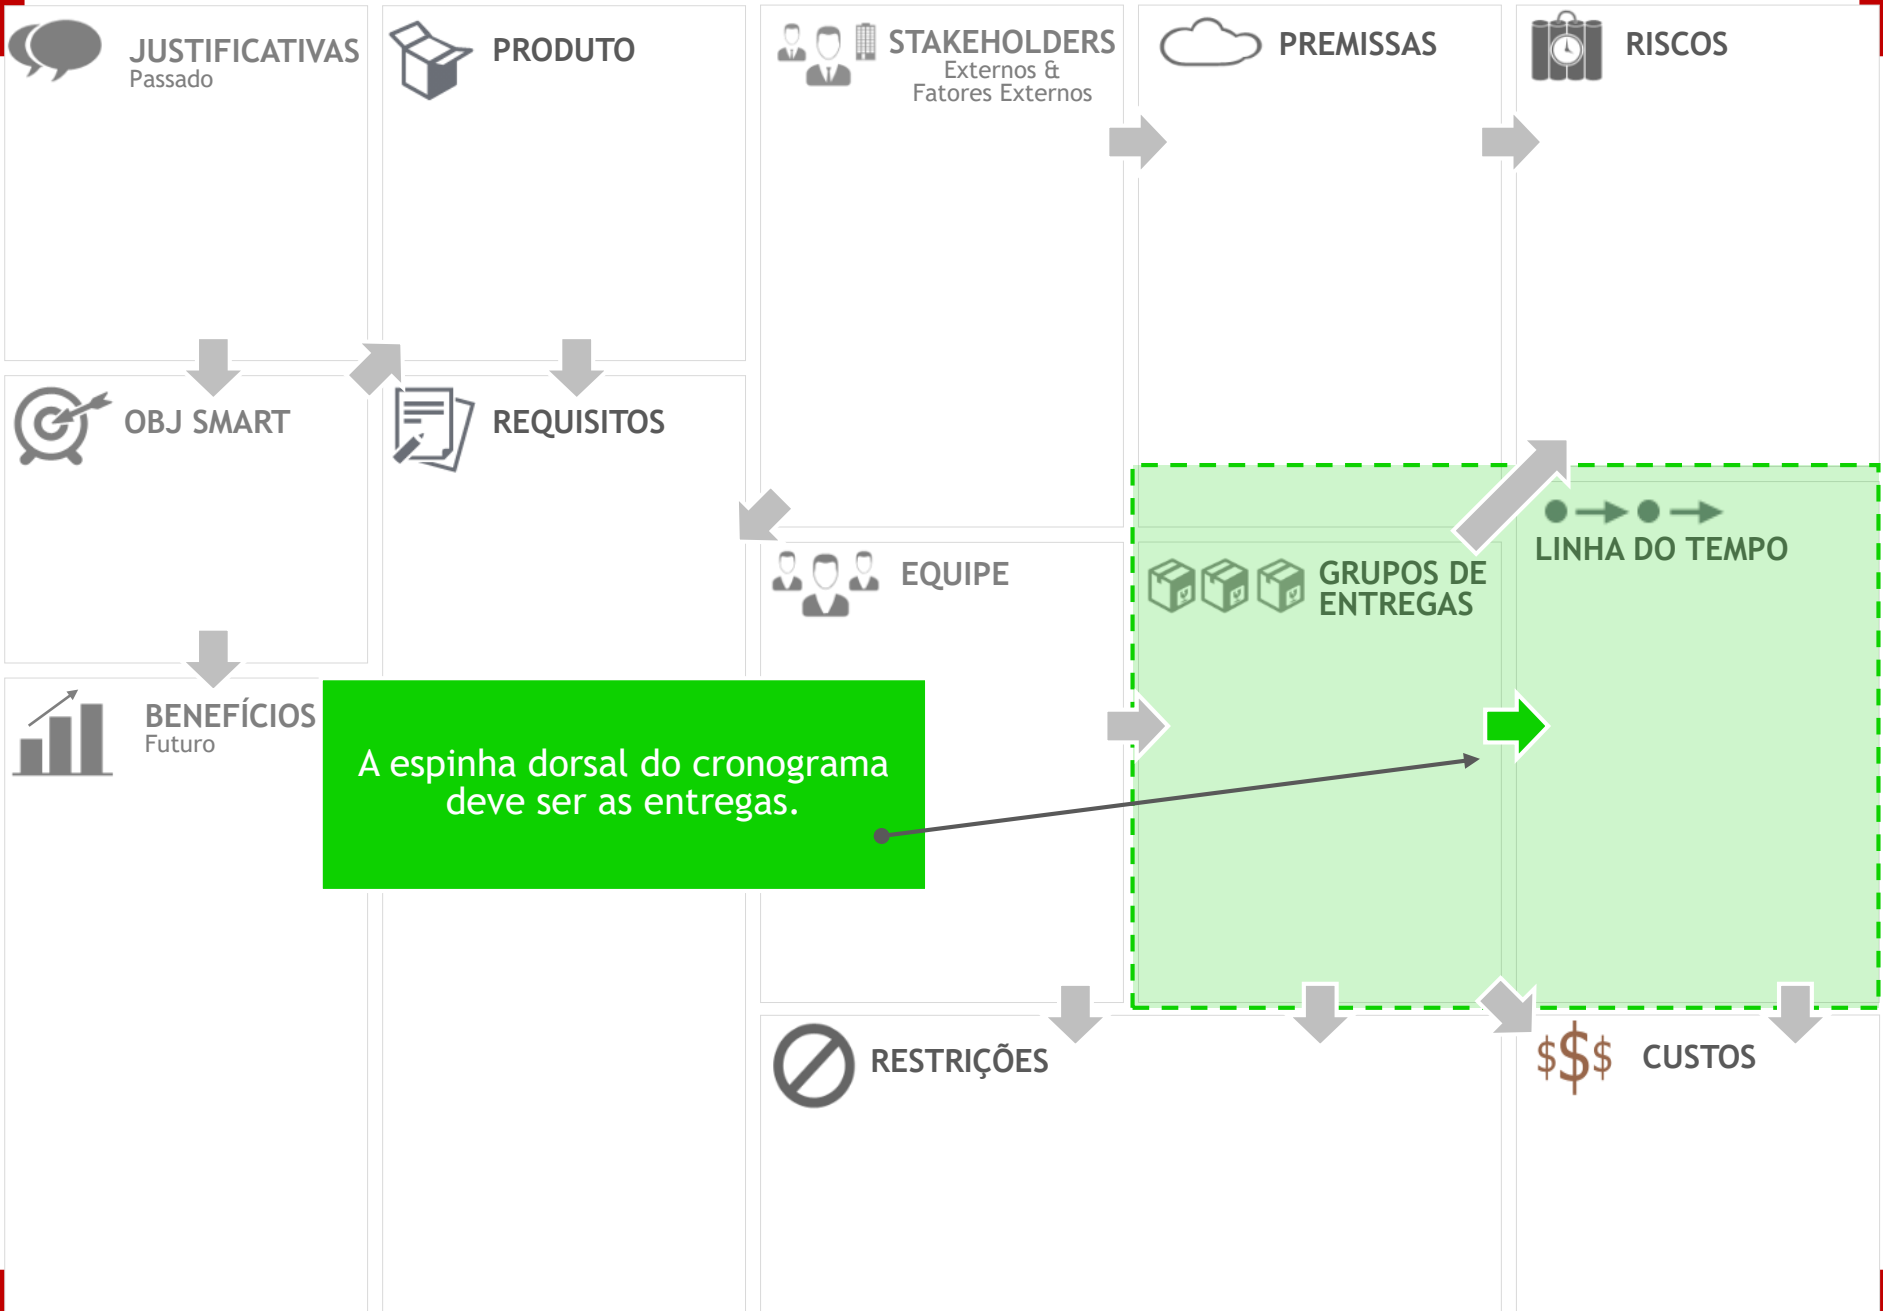 JUSTIFICATIVAS
Passado
PRODUTO
STAKEHOLDERS
Externos &
Fatores Externos
PREMISSAS
RISCOS
OBJ SMART
REQUISITOS
EQUIPE
GRUPOS DE
ENTREGAS
LINHA DO TEMPO
BENEFÍCIOS
Futuro
A espinha dorsal do cronograma
deve ser as entregas.
RESTRIÇÕES
$$$
CUSTOS